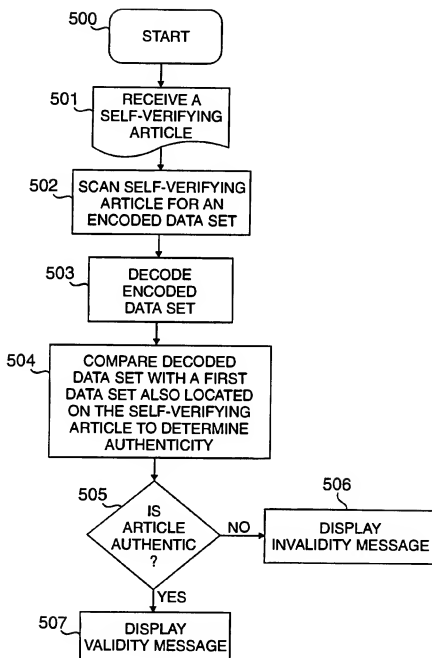 500
START
501
RECEIVE A
SELF-VERIFYING
ARTICLE
502
SCAN SELF-VERIFYING
ARTICLE FOR AN
ENCODED DATA SET
503
DECODE
ENCODED
DATA SET
504
COMPARE DECODED
DATA SET WITH A FIRST
DATA SET ALSO LOCATED
ON THE SELF-VERIFYING
ARTICLE TO DETERMINE
AUTHENTICITY
505
IS
ARTICLE
AUTHENTIC
?
NO
506
DISPLAY
INVALIDITY MESSAGE
YES
507
DISPLAY
VALIDITY MESSAGE